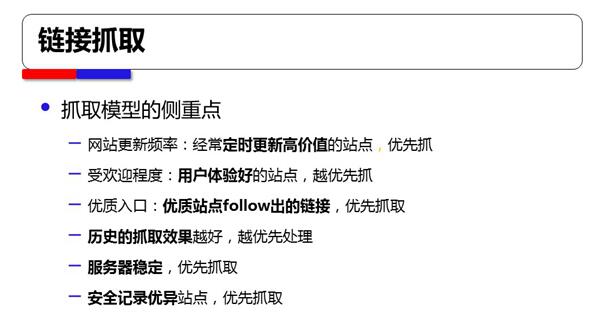 链接抓取
• 抓取模型的侧重点
– 网站更新频率：经常定时更新高价值的站点，优先抓
– 受欢迎程度：用户体验好的站点，越优先抓
– 优质入口：优质站点follow出的链接，优先抓取
– 历史的抓取效果越好，越优先处理
– 服务器稳定，优先抓取
– 安全记录优异站点，优先抓取